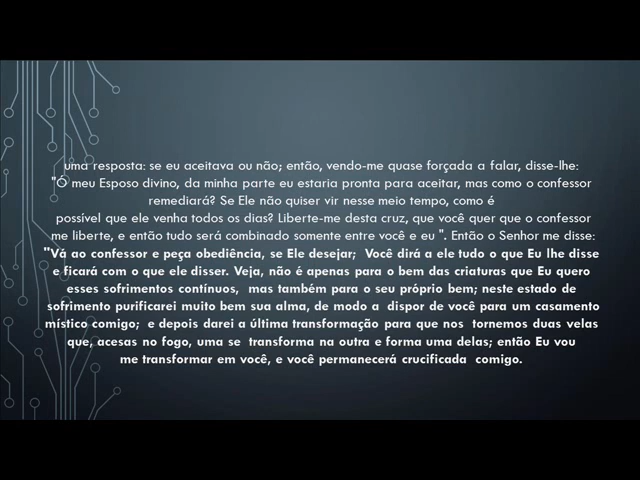 uma resposta: se eu aceitava ou não; então, vendo-me quase forçada a falar, disse-lhe:
"Ó meu Esposo divino, da minha parte eu estaria pronta para aceitar, mas como o confessor
remediará? Se Ele não quiser vir nesse meio tempo, como é
possível que ele venha todos os dias? Liberte-me desta cruz, que você quer que o confessor
me liberte, e então tudo será combinado somente entre você e eu ". Então o Senhor me disse:
"Vá ao confessor e peça obediência, se Ele desejar;  Você dirá a ele tudo o que Eu lhe disse
e ficará com o que ele disser. Veja, não é apenas para o bem das criaturas que Eu quero
esses sofrimentos contínuos,  mas também para o seu próprio bem; neste estado de
sofrimento purificarei muito bem sua alma, de modo a  dispor de você para um casamento
místico comigo;  e depois darei a última transformação para que nos  tornemos duas velas
que, acesas no fogo, uma se  transforma na outra e forma uma delas; então Eu vou
me transformar em você, e você permanecerá crucificada  comigo.